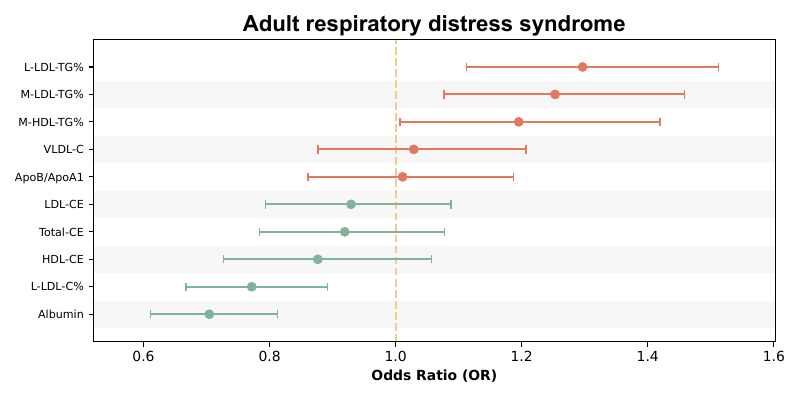 Adult respiratory distress syndrome
L-LDL-TG%
M-LDL-TG%
M-HDL-TG%
VLDL-C
ApoB/ApoA1
LDL-CE
Total-CE
HDL-CE
L-LDL-C%
Albumin
0.6 0.8 1.0 1.2 1.4 1.6
Odds Ratio (OR)